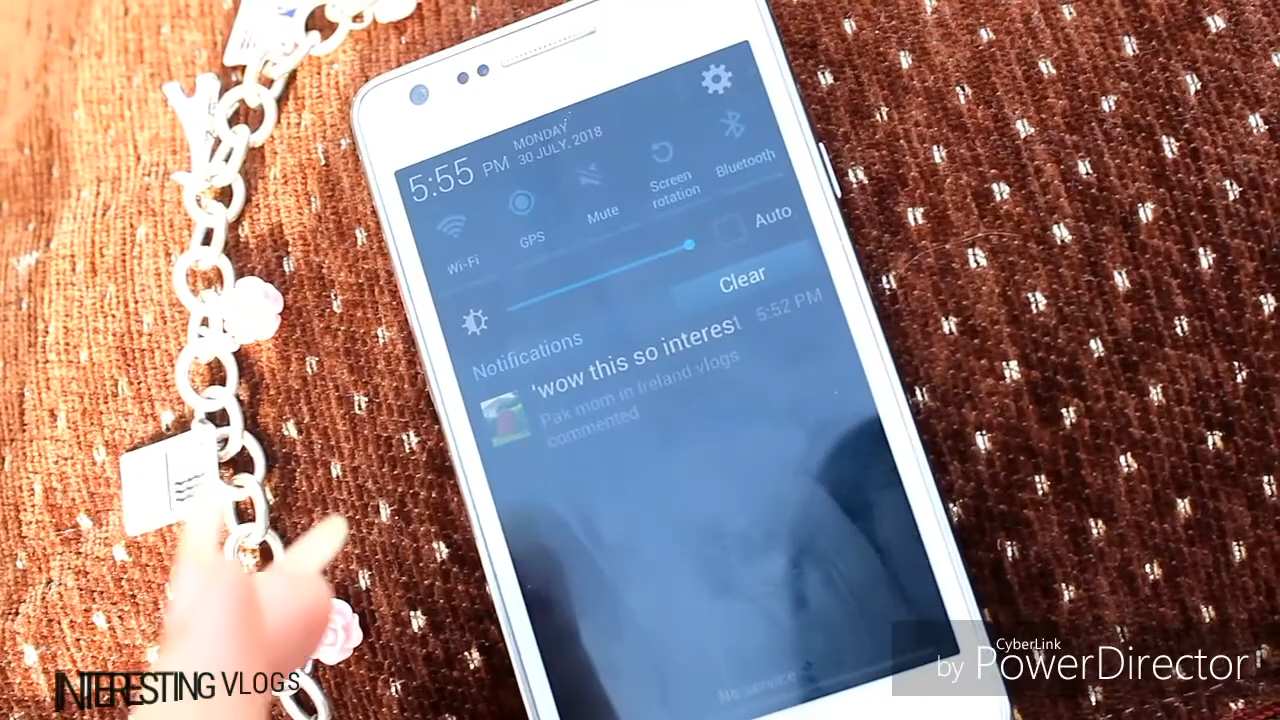 MONDAY
5:55 PM 30 JULY, 2018
Wi-Fi
GPS
Mute
Screen
rotation
Bluetooth
Auto
Clear
Notifications
'wow this so interest 5:52 PM
Pak mom in Ireland vlogs
commented
No service
INTERESTING VLOGS
CyberLink
by PowerDirector